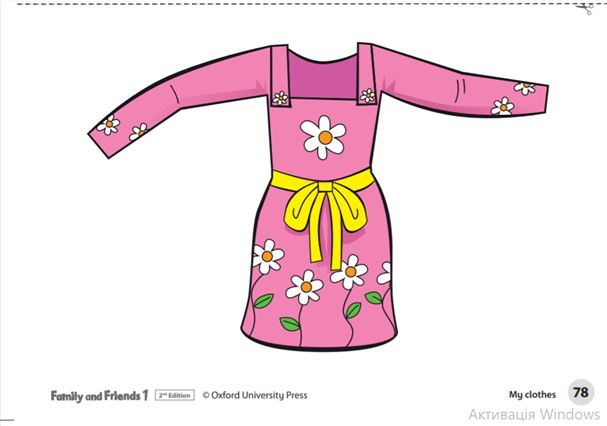 Family and Friends 1 2nd Edition © Oxford University Press My clothes 78
Активація Windows